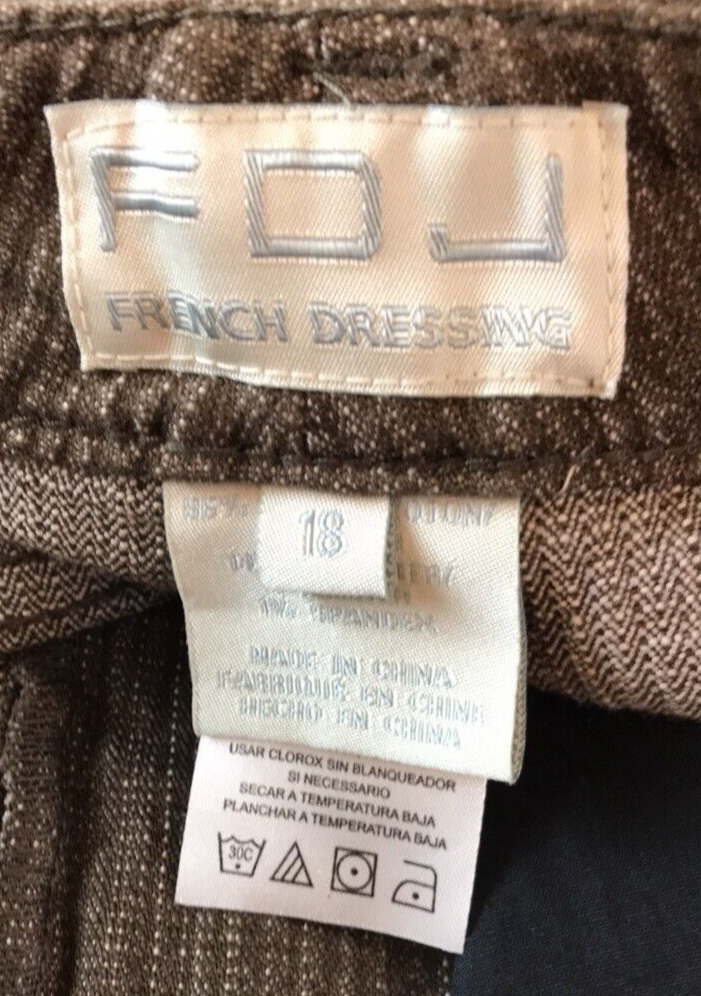 FDJ
FRENCH DRESSING
18
1% SPANDEX
MADE IN CHINA
FABRIQUÉ EN CHINE
HECHO EN CHINA
USAR CLOROX SIN BLANQUEADOR
SI NECESSARIO
SECAR A TEMPERATURA BAJA
PLANCHAR A TEMPERATURA BAJA
30C